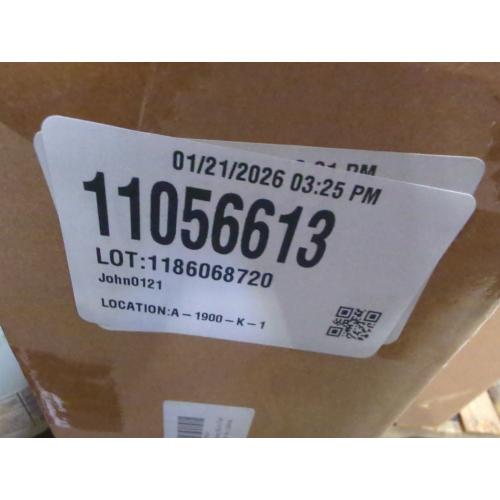 01/21/2026 03:25 PM
11056613
LOT:1186068720
John0121
LOCATION:A - 1900 - K - 1